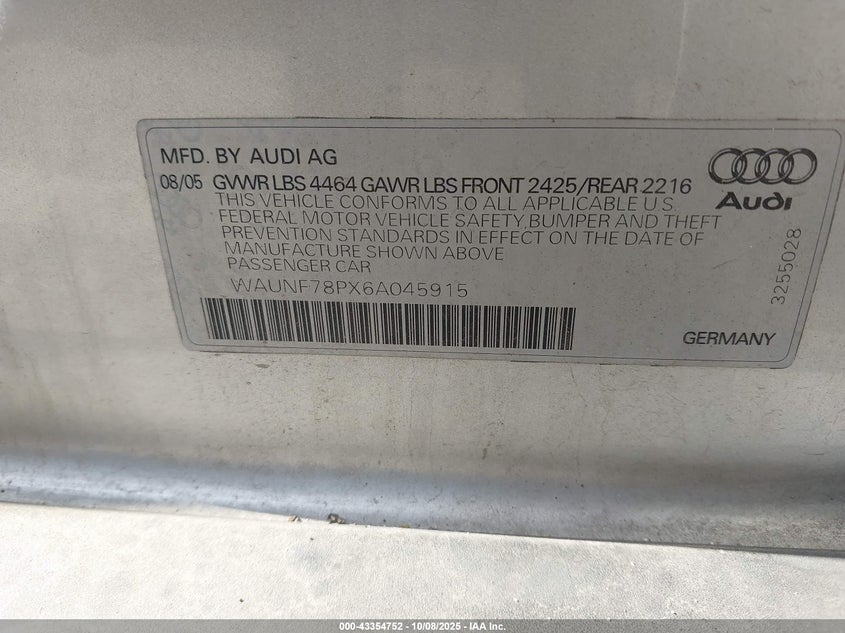 MFD. BY AUDI AG
08/05 GVWR LBS 4464 GAWR LBS FRONT 2425/REAR 2216
THIS VEHICLE CONFORMS TO ALL APPLICABLE U.S.
FEDERAL MOTOR VEHICLE SAFETY,BUMPER AND THEFT
PREVENTION STANDARDS IN EFFECT ON THE DATE OF
MANUFACTURE SHOWN ABOVE
PASSENGER CAR
WAUNF78PX6A045915
Audi
3255028
GERMANY
000-43354752 - 10/08/2025 - IAA Inc.